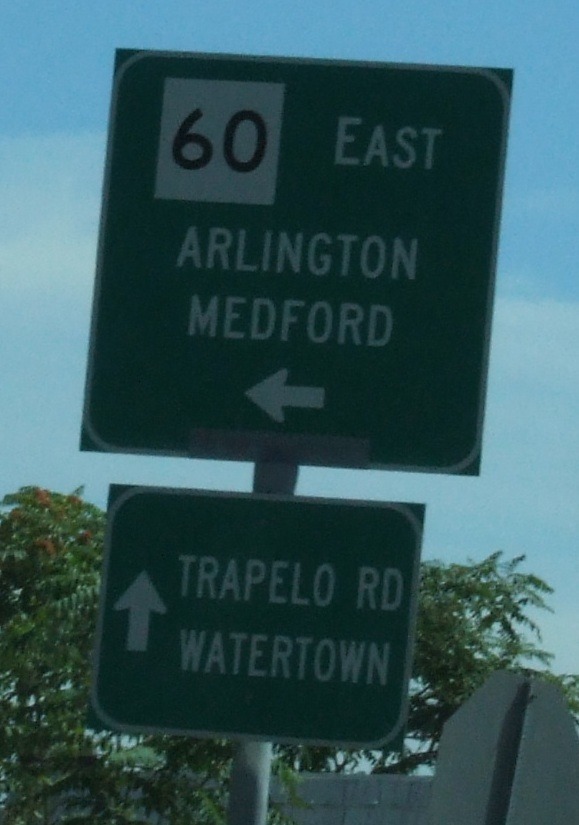 60 EAST
ARLINGTON
MEDFORD
TRAPELO RD
WATERTOWN